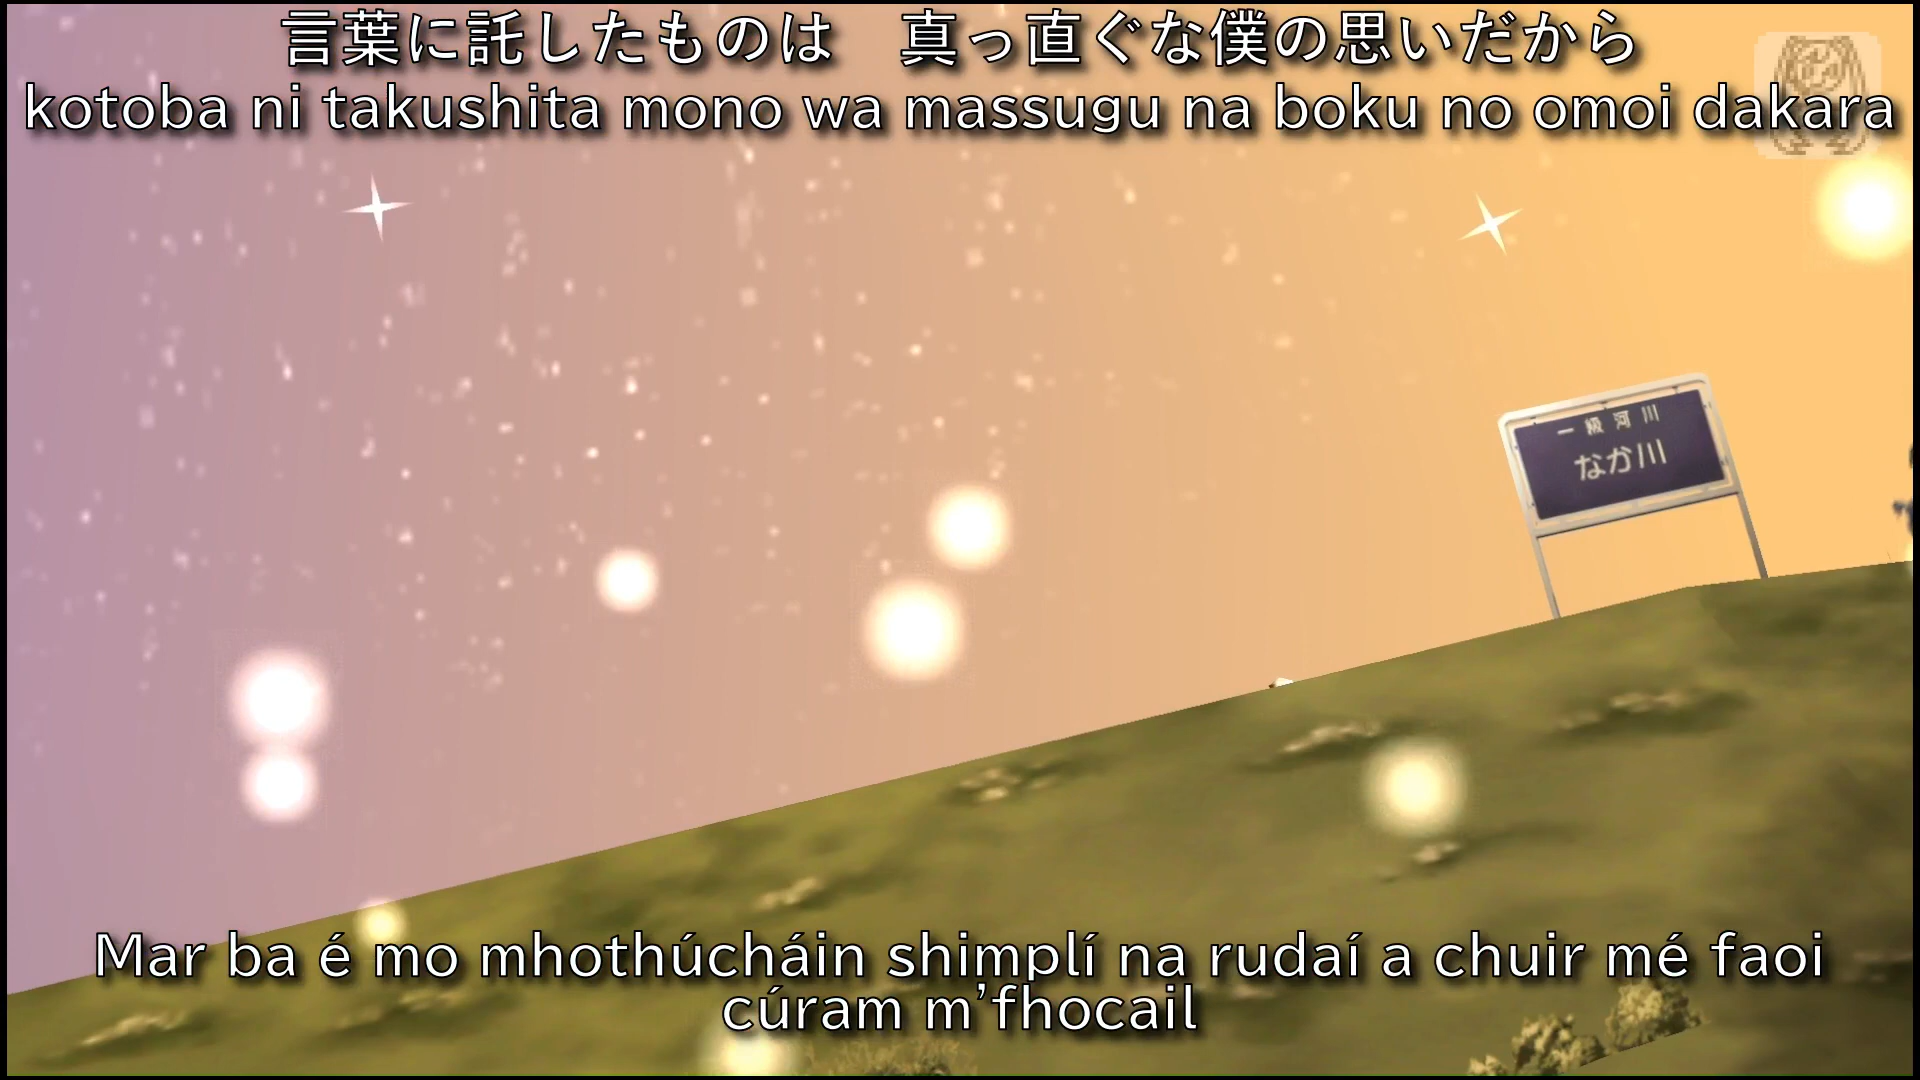 言葉に託したものは　真っ直ぐな僕の思いだから
kotoba ni takushita mono wa massugu na boku no omoi dakara
一級河川
なか川
Mar ba é mo mhothúcháin shimplí na rudaí a chuir mé faoi
cúram m’fhocail